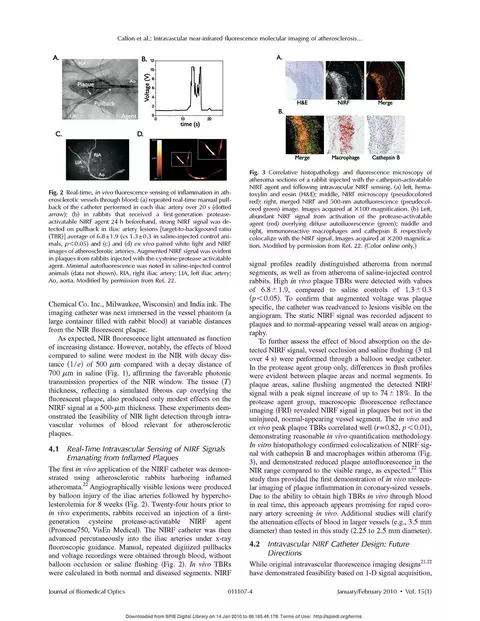 Calfon et al.: Intravascular near-infrared fluorescence molecular imaging of atherosclerosis…
A.
Plaque
Ao
Pullback
Agent
B.
Voltage (V)
time (s)
C.
RIA
LIA
Ao
D.
Fig. 2 Real-time, in vivo fluorescence sensing of inflammation in ath-
erosclerotic vessels through blood: (a) repeated real-time manual pull-
back of the catheter performed in each iliac artery over 20 s (dotted
arrow); (b) in rabbits that received a first-generation protease-
activatable NIRF agent 24 h beforehand, strong NIRF signal was de-
tected on pullback in iliac artery lesions [target-to-background ratio
(TBR)] average of 6.8±1.9 (vs 1.3±0.3 in saline-injected control ani-
mals, p<0.05) and (c) and (d) ex vivo paired white light and NIRF
images of atherosclerotic arteries. Augmented NIRF signal was evident
in plaques from rabbits injected with the cysteine protease activatable
agent. Minimal autofluorescence was noted in saline-injected control
animals (data not shown). RIA, right iliac artery; LIA, left iliac artery;
Ao, aorta. Modified by permission from Ref. 22.
Chemical Co. Inc., Milwaukee, Wisconsin) and India ink. The
imaging catheter was next immersed in the vessel phantom (a
large container filled with rabbit blood) at variable distances
from the NIR fluorescent plaque.
As expected, NIR fluorescence light attenuated as function
of increasing distance. However, notably, the effects of blood
compared to saline were modest in the NIR with decay dis-
tance (1/e) of 500 μm compared with a decay distance of
700 μm in saline (Fig. 1), affirming the favorable photonic
transmission properties of the NIR window. The tissue (T)
thickness, reflecting a simulated fibrous cap overlying the
fluorescent plaque, also produced only modest effects on the
NIRF signal at a 500-μm thickness. These experiments dem-
onstrated the feasibility of NIR light detection through intra-
vascular volumes of blood relevant for atherosclerotic
plaques.
4.1 Real-Time Intravascular Sensing of NIRF Signals
Emanating from Inflamed Plaques
The first in vivo application of the NIRF catheter was demon-
strated using atherosclerotic rabbits harboring inflamed
atheromata.22 Angiographically visible lesions were produced
by balloon injury of the iliac arteries followed by hypercho-
lesterolemia for 8 weeks (Fig. 2). Twenty-four hours prior to
in vivo experiments, rabbits received an injection of a first-
generation cysteine protease-activatable NIRF agent
(Prosense750, VisEn Medical). The NIRF catheter was then
advanced percutaneously into the iliac arteries under x-ray
fluoroscopic guidance. Manual, repeated digitized pullbacks
and voltage recordings were obtained through blood, without
balloon occlusion or saline flushing (Fig. 2). In vivo TBRs
were calculated in both normal and diseased segments. NIRF
A.
H&E NIRF Merge
B.
Merge Macrophage Cathepsin B
Fig. 3 Correlative histopathology and fluorescence microscopy of
atheroma sections of a rabbit injected with the cathepsin-activatable
NIRF agent and following intravascular NIRF sensing. (a) left, hema-
toxylin and eosin (H&E); middle, NIRF microscopy (pseudocolored
red); right, merged NIRF and 500-nm autofluorescence (pseudocol-
ored green) image. Images acquired at ×100 magnification. (b) Left,
abundant NIRF signal from activation of the protease-activatable
agent (red) overlying diffuse autofluorescence (green); middle and
right, immunoreactive macrophages and cathepsin B respectively
colocalize with the NIRF signal. Images acquired at ×200 magnifica-
tion. Modified by permission from Ref. 22. (Color online only.)
signal profiles readily distinguished atheroma from normal
segments, as well as from atheroma of saline-injected control
rabbits. High in vivo plaque TBRs were detected with values
of 6.8±1.9, compared to saline controls of 1.3±0.3
(p<0.05). To confirm that augmented voltage was plaque
specific, the catheter was readvanced to lesions visible on the
angiogram. The static NIRF signal was recorded adjacent to
plaques and to normal-appearing vessel wall areas on angiog-
raphy.
To further assess the effect of blood absorption on the de-
tected NIRF signal, vessel occlusion and saline flushing (3 ml
over 4 s) were performed through a balloon wedge catheter.
In the protease agent group only, differences in flush profiles
were evident between plaque areas and normal segments. In
plaque areas, saline flushing augmented the detected NIRF
signal with a peak signal increase of up to 74±18%. In the
protease agent group, macroscopic fluorescence reflectance
imaging (FRI) revealed NIRF signal in plaques but not in the
uninjured, normal-appearing vessel segment. The in vivo and
ex vivo peak plaque TBRs correlated well (r=0.82, p<0.01),
demonstrating reasonable in vivo quantification methodology.
In vitro histopathology confirmed colocalization of NIRF sig-
nal with cathepsin B and macrophages within atheroma (Fig.
3), and demonstrated reduced plaque autofluorescence in the
NIR range compared to the visible range, as expected.22 This
study thus provided the first demonstration of in vivo molecu-
lar imaging of plaque inflammation in coronary-sized vessels.
Due to the ability to obtain high TBRs in vivo through blood
in real time, this approach appears promising for rapid coro-
nary artery screening in vivo. Additional studies will clarify
the attenuation effects of blood in larger vessels (e.g., 3.5 mm
diameter) than tested in this study (2.25 to 2.5 mm diameter).
4.2 Intravascular NIRF Catheter Design: Future
Directions
While original intravascular fluorescence imaging designs21,22
have demonstrated feasibility based on 1-D signal acquisition,
Journal of Biomedical Optics
011107-4
January/February 2010 • Vol. 15(1)
Downloaded from SPIE Digital Library on 14 Jan 2010 to 66.165.46.178. Terms of Use: http://spiedl.org/terms